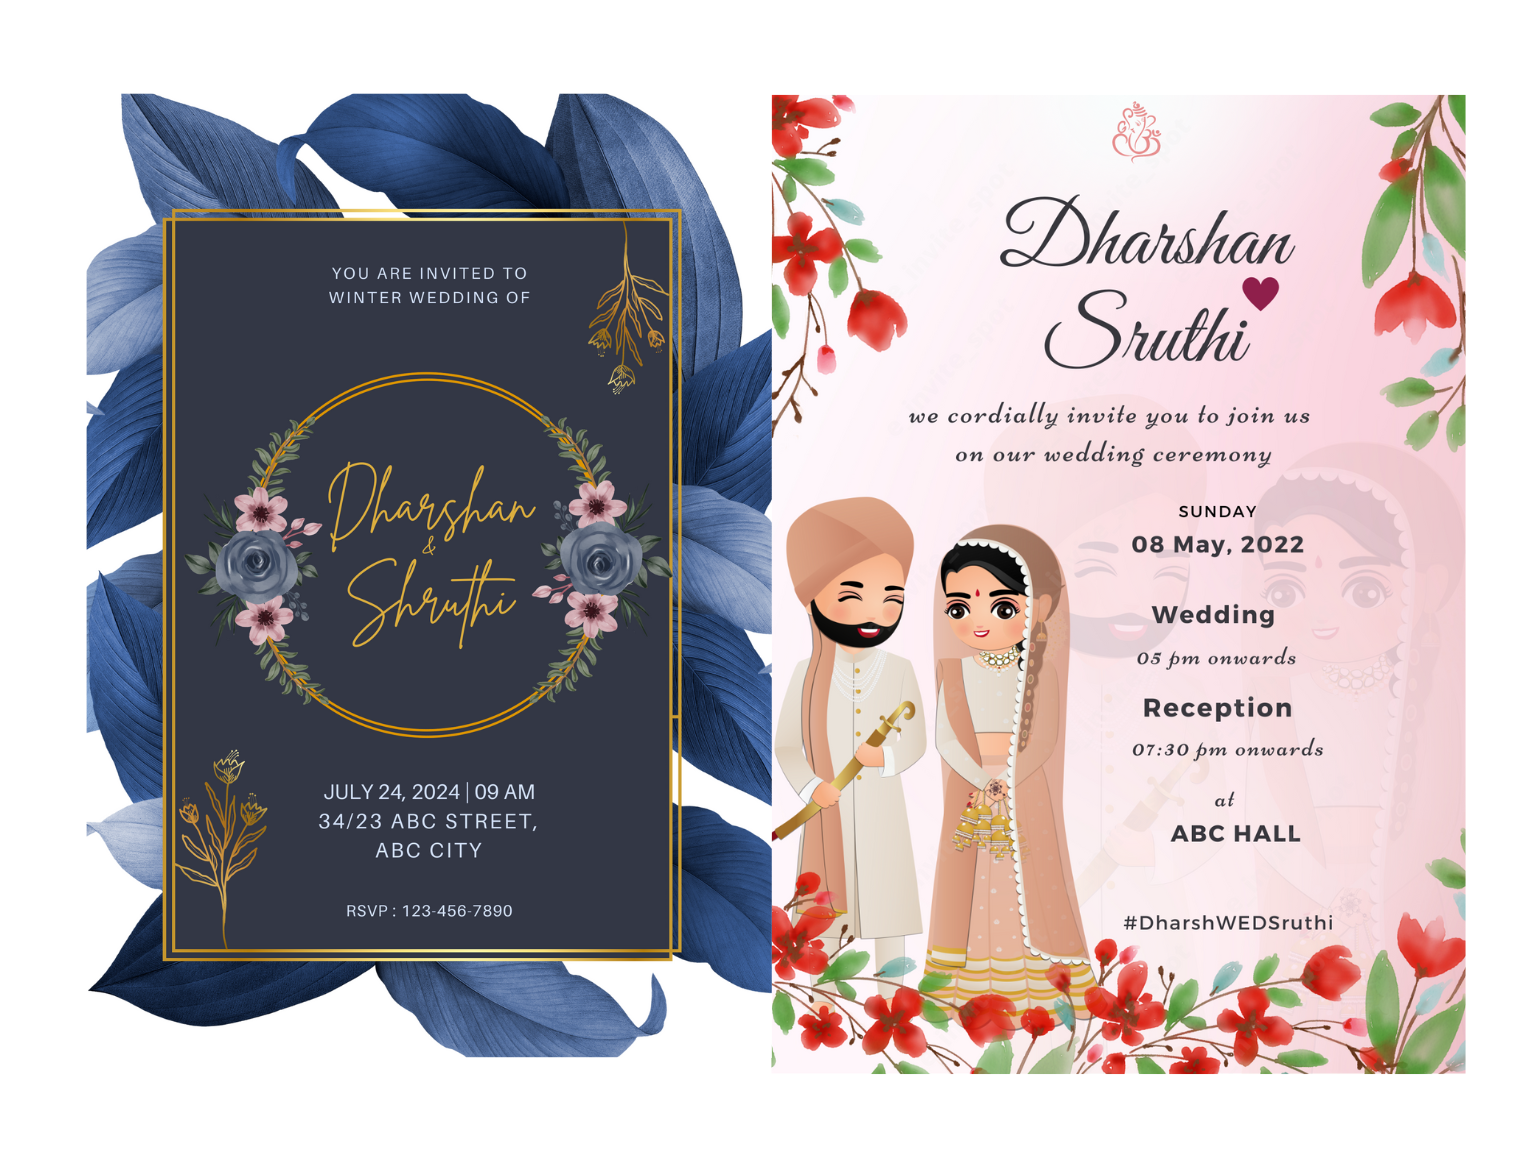 YOU ARE INVITED TO
WINTER WEDDING OF
Dharshan
&
Shruthi
JULY 24, 2024 | 09 AM
34/23 ABC STREET,
ABC CITY
RSVP : 123-456-7890
Dharshan
Sruthi
we cordially invite you to join us
on our wedding ceremony
SUNDAY
08 May, 2022
Wedding
05 pm onwards
Reception
07:30 pm onwards
at
ABC HALL
#DharshWEDSruthi